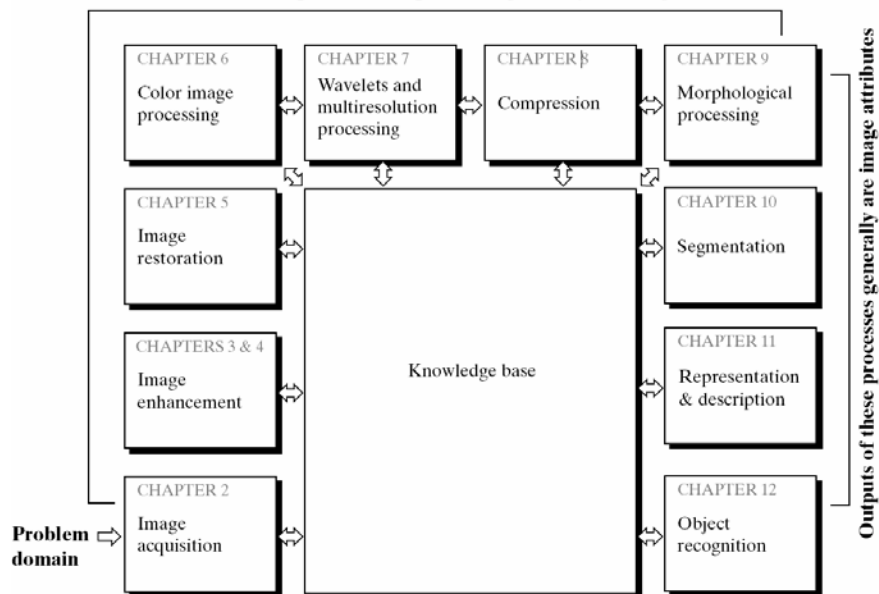 CHAPTER 6
Color image
processing
CHAPTER 7
Wavelets and
multiresolution
processing
CHAPTER 8
Compression
CHAPTER 9
Morphological
processing
CHAPTER 5
Image
restoration
CHAPTERS 3 & 4
Image
enhancement
CHAPTER 2
Image
acquisition
Problem
domain
Knowledge base
CHAPTER 10
Segmentation
CHAPTER 11
Representation
& description
CHAPTER 12
Object
recognition
Outputs of these processes generally are image attributes